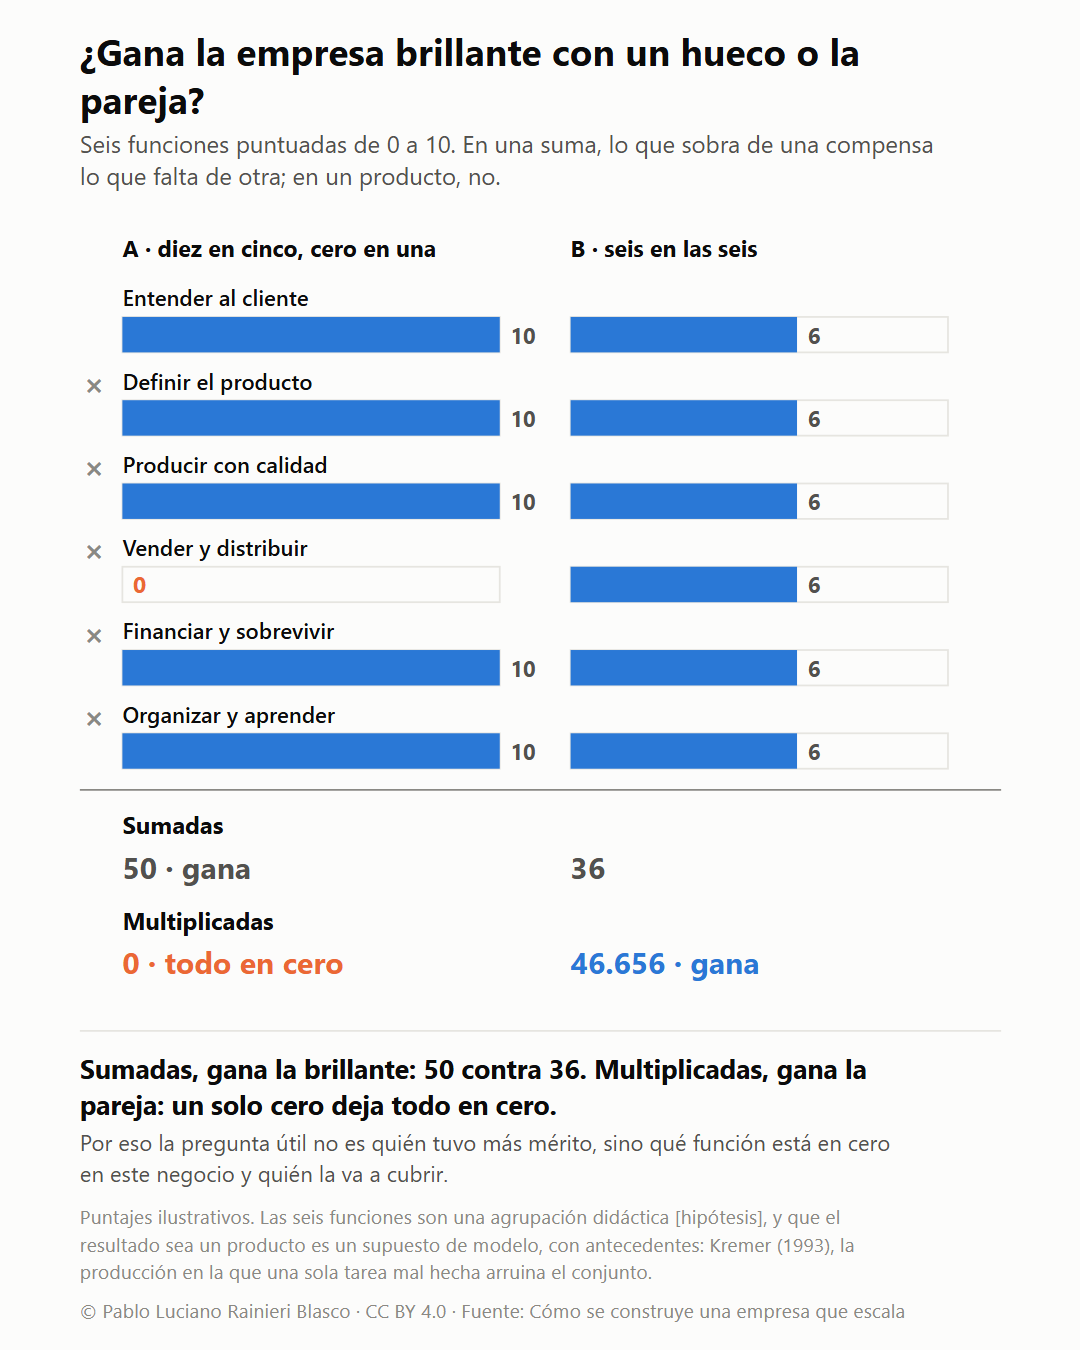 ¿Gana la empresa brillante con un hueco o la
pareja?
Seis funciones puntuadas de 0 a 10. En una suma, lo que sobra de una compensa
lo que falta de otra; en un producto, no.
A · diez en cinco, cero en una
B · seis en las seis
Entender al cliente
10
6
× Definir el producto
10
6
× Producir con calidad
10
6
× Vender y distribuir
0
6
× Financiar y sobrevivir
10
6
× Organizar y aprender
10
6
Sumadas
50 · gana
36
Multiplicadas
0 · todo en cero
46.656 · gana
Sumadas, gana la brillante: 50 contra 36. Multiplicadas, gana la
pareja: un solo cero deja todo en cero.
Por eso la pregunta útil no es quién tuvo más mérito, sino qué función está en cero
en este negocio y quién la va a cubrir.
Puntajes ilustrativos. Las seis funciones son una agrupación didáctica [hipótesis], y que el
resultado sea un producto es un supuesto de modelo, con antecedentes: Kremer (1993), la
producción en la que una sola tarea mal hecha arruina el conjunto.
© Pablo Luciano Rainieri Blasco · CC BY 4.0 · Fuente: Cómo se construye una empresa que escala